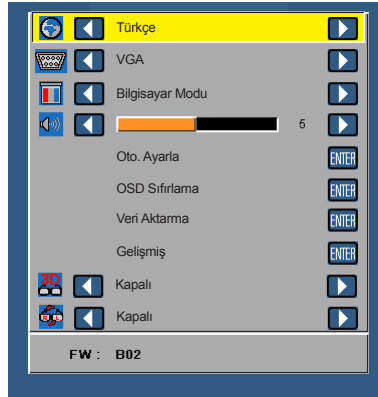 Türkçe
VGA
Bilgisayar Modu
5
Oto. Ayarla ENTER
OSD Sıfırlama ENTER
Veri Aktarma ENTER
Gelişmiş ENTER
3D Kapalı
R L Kapalı
FW : B02